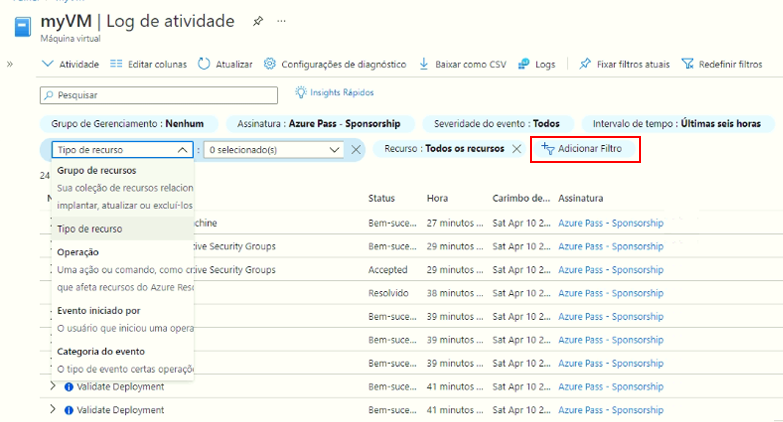 myVM | Log de atividade
Máquina virtual
Atividade Editar colunas Atualizar Configurações de diagnóstico Baixar como CSV Logs Fixar filtros atuais Redefinir filtros
Pesquisar Insights Rápidos
Grupo de Gerenciamento : Nenhum Assinatura : Azure Pass - Sponsorship Severidade do evento : Todos Intervalo de tempo : Últimas seis horas
Tipo de recurso : 0 selecionado(s) Recurso : Todos os recursos Adicionar Filtro
Grupo de recursos
Sua coleção de recursos relacion
implantar, atualizar ou excluí-los
Tipo de recurso
Operação
Uma ação ou comando, como
que afeta recursos do Azure Res
Evento iniciado por
O usuário que iniciou uma opera
Categoria do evento
O tipo de evento certas operaçõ
24
Status Hora Carimbo de... Assinatura
chine Bem-suce... 27 minutos ... Sat Apr 10 2... Azure Pass - Sponsorship
ive Security Groups Bem-suce... 29 minutos ... Sat Apr 10 2... Azure Pass - Sponsorship
ive Security Groups Accepted 29 minutos ... Sat Apr 10 2... Azure Pass - Sponsorship
Resolvido 38 minutos ... Sat Apr 10 2... Azure Pass - Sponsorship
Bem-suce... 39 minutos ... Sat Apr 10 2... Azure Pass - Sponsorship
Bem-suce... 39 minutos ... Sat Apr 10 2... Azure Pass - Sponsorship
Bem-suce... 39 minutos ... Sat Apr 10 2... Azure Pass - Sponsorship
Validate Deployment Bem-suce... 41 minutos ... Sat Apr 10 2... Azure Pass - Sponsorship
Validate Deployment Bem-suce... 41 minutos ... Sat Apr 10 2... Azure Pass - Sponsorship